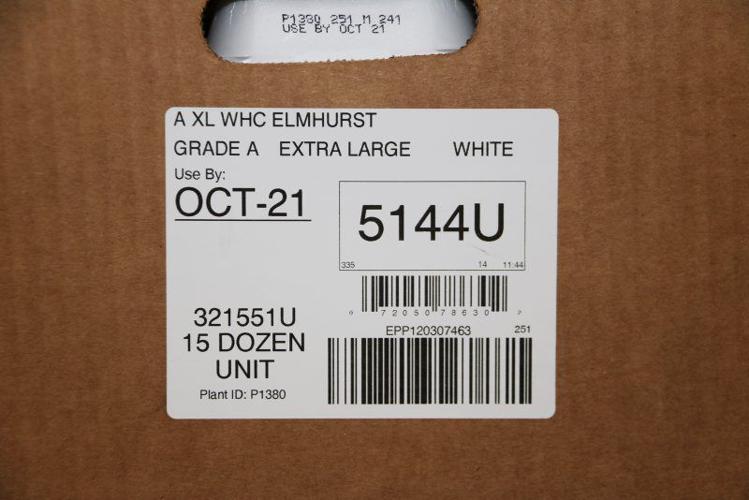 P1380 251 M 241
USE BY OCT 21
A XL WHC ELMHURST
GRADE A EXTRA LARGE WHITE
Use By:
OCT-21
5144U
335 14 11:44
0 72050 78630 2
321551U
15 DOZEN
UNIT
Plant ID: P1380
EPP120307463 251